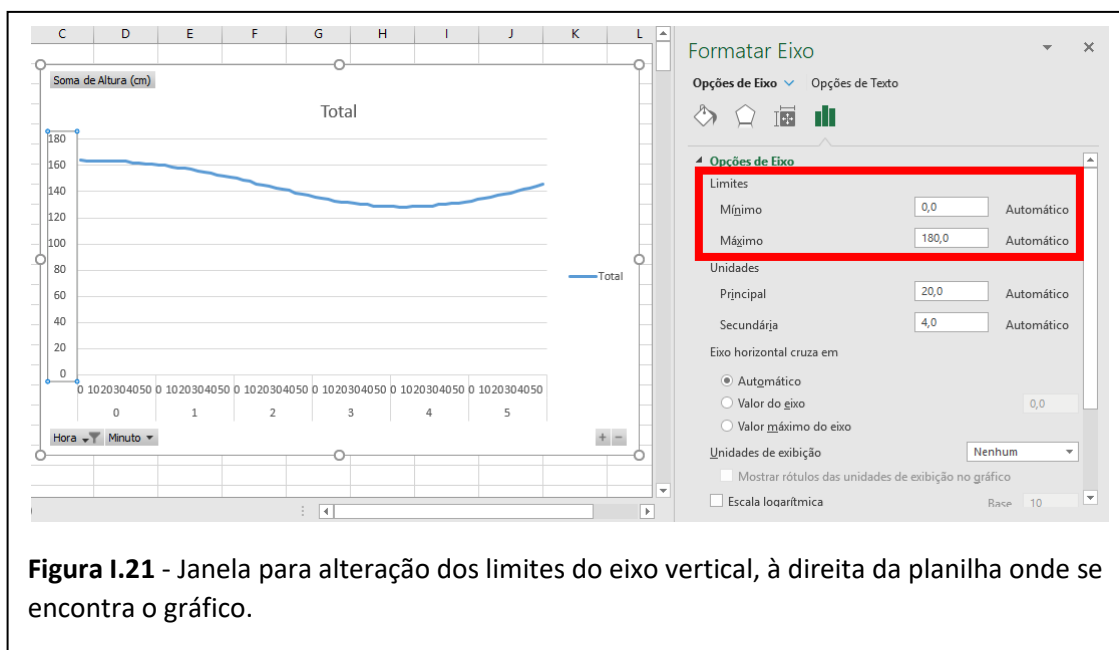 C D E F G H I J K L
Soma de Altura (cm)
Total
180
160
140
120
100
80
60
40
20
0
Total
0 1020304050 0 1020304050 0 1020304050 0 1020304050 0 1020304050 0 1020304050
0 1 2 3 4 5
Hora Minuto + -
Formatar Eixo
Opções de Eixo Opções de Texto
Opções de Eixo
Limites
Mínimo 0,0 Automático
Máximo 180,0 Automático
Unidades
Principal 20,0 Automático
Secundária 4,0 Automático
Eixo horizontal cruza em
Automático
Valor do eixo 0,0
Valor máximo do eixo
Unidades de exibição Nenhum
Mostrar rótulos das unidades de exibição no gráfico
Escala logarítmica Base 10
Figura I.21 - Janela para alteração dos limites do eixo vertical, à direita da planilha onde se
encontra o gráfico.